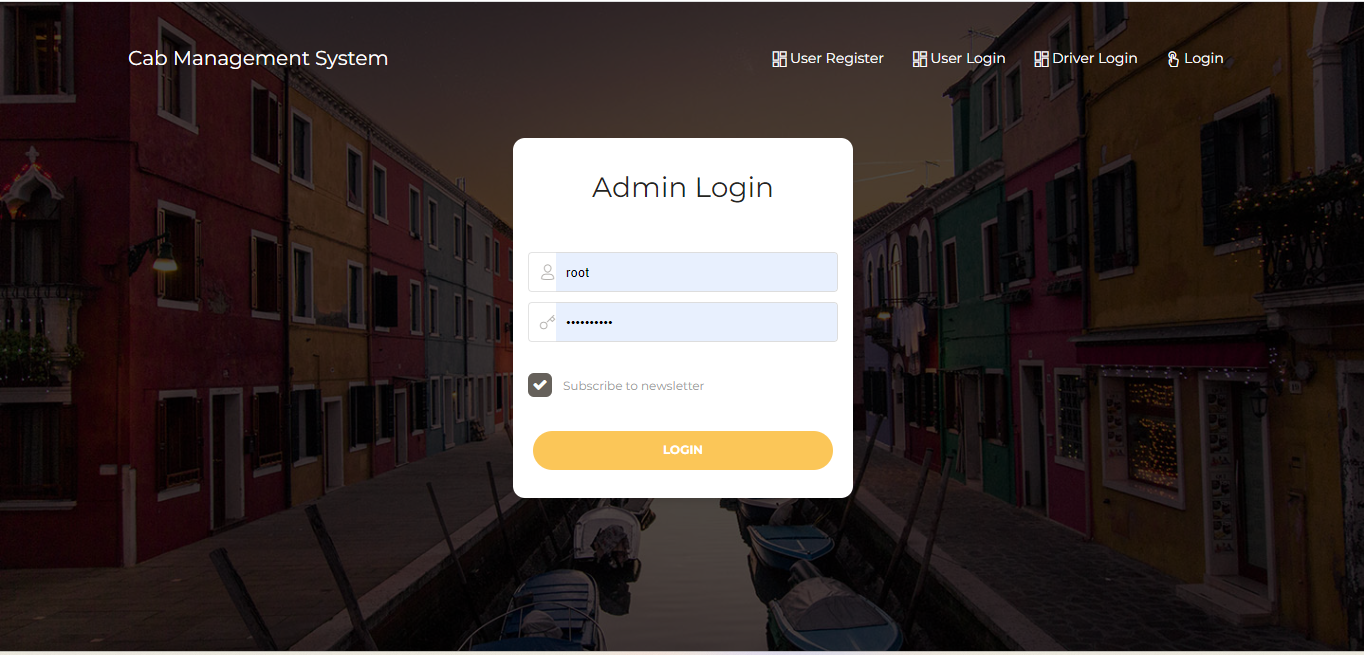 Cab Management System
User Register
User Login
Driver Login
Login
Admin Login
root
••••••••••
Subscribe to newsletter
LOGIN